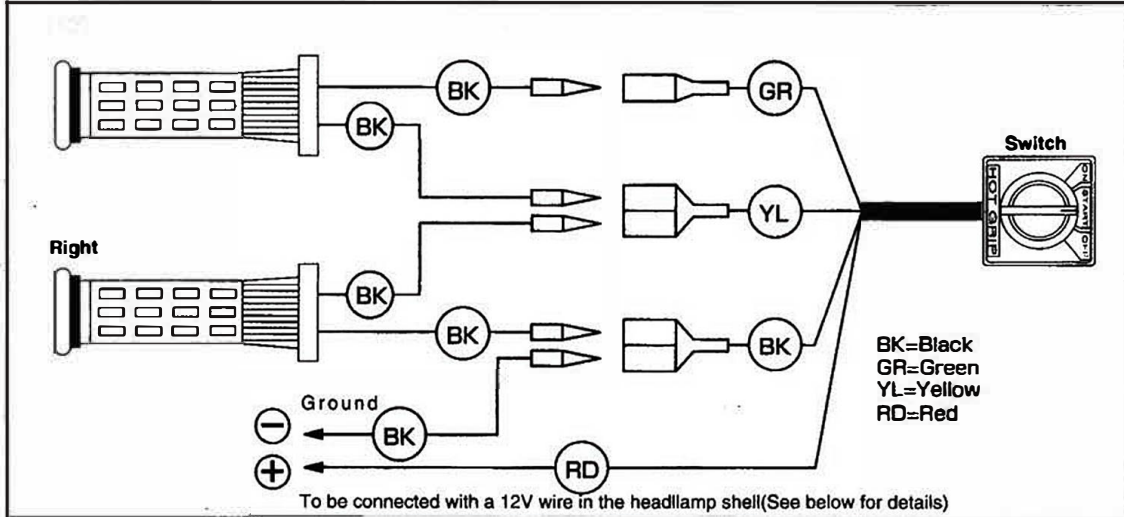 BK
GR
BK
Switch
HOT GRIP
ON
START
OFF
YL
Right
BK
BK
BK
BK=Black
GR=Green
YL=Yellow
RD=Red
Ground
−
BK
+
RD
To be connected with a 12V wire in the headllamp shell(See below for details)